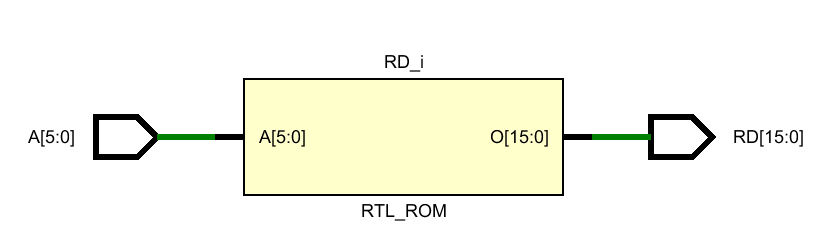 RD_i
A[5:0]
A[5:0]
O[15:0]
RD[15:0]
RTL_ROM